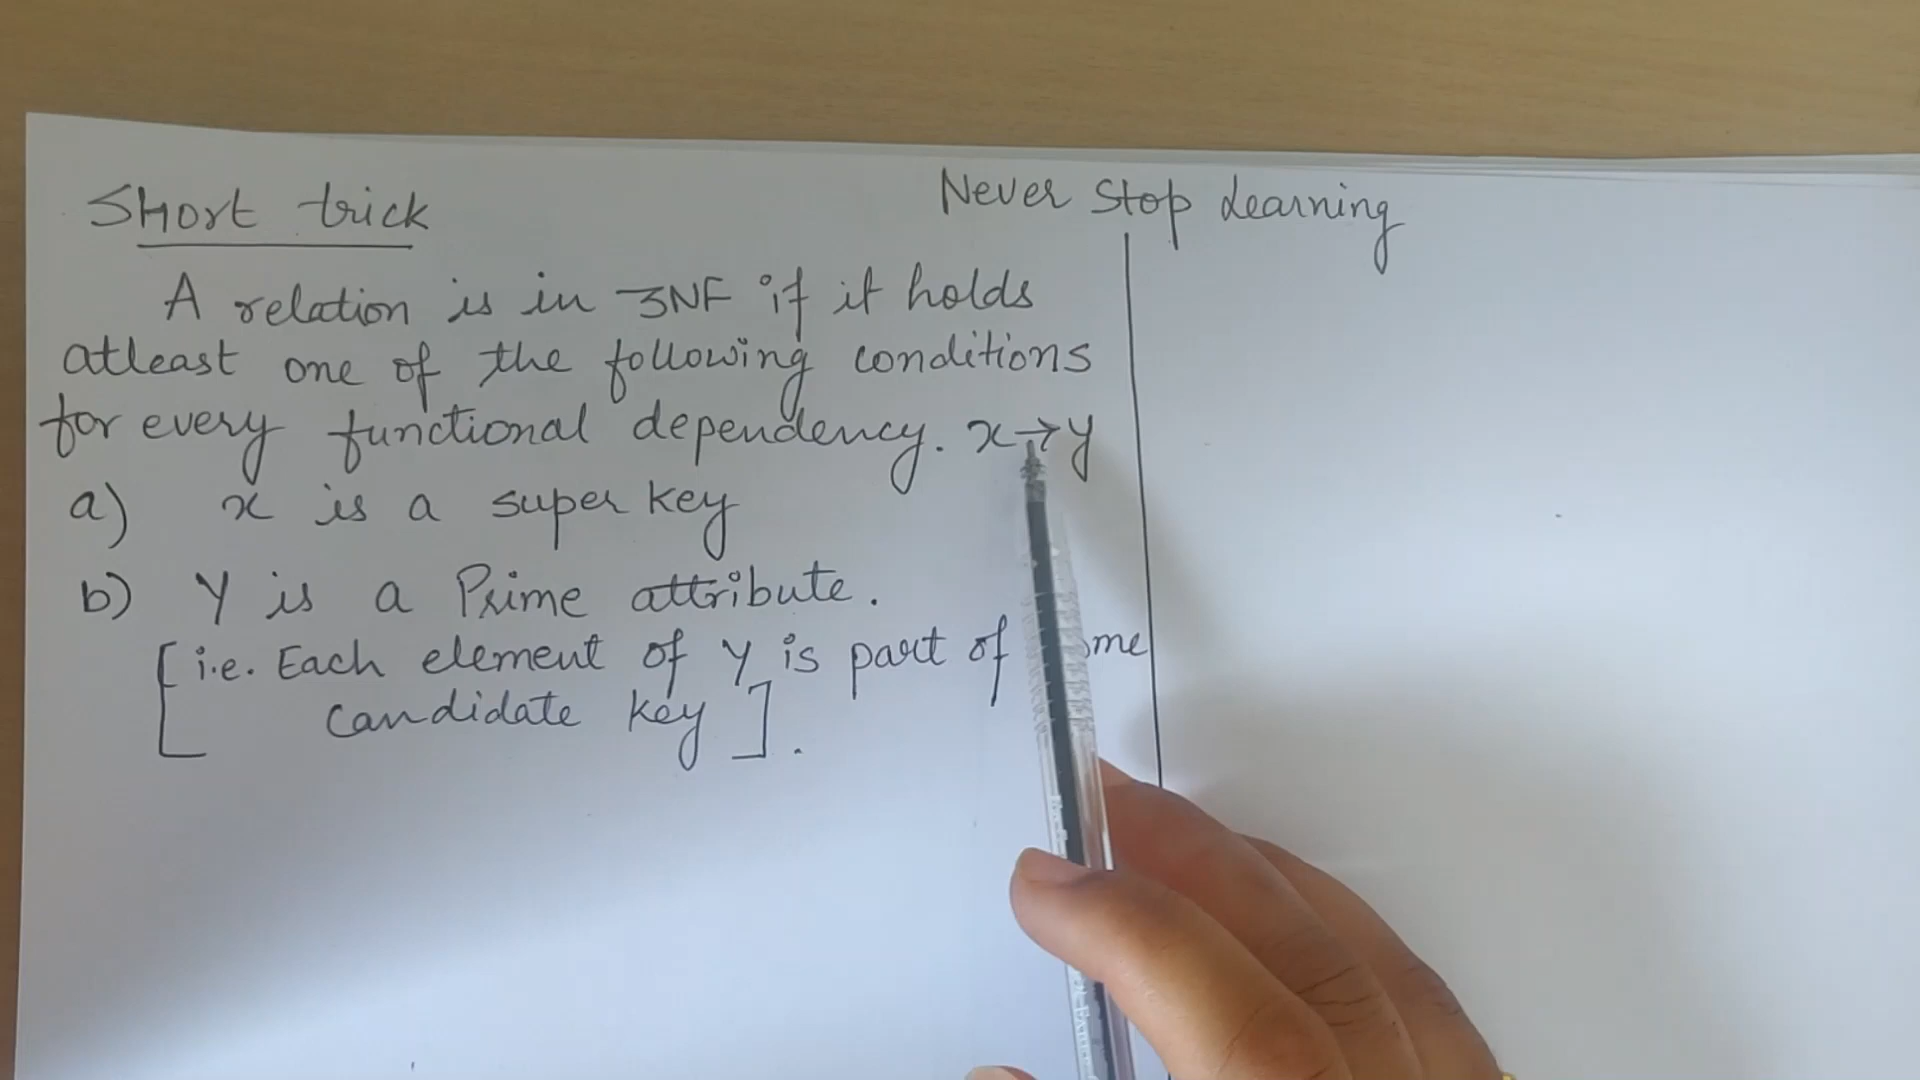 Short trick
Never Stop Learning
A relation is in 3NF if it holds
atleast one of the following conditions
for every functional dependency. x→y
a) x is a super key
b) Y is a Prime attribute.
[i.e. Each element of Y is part of
candidate key].